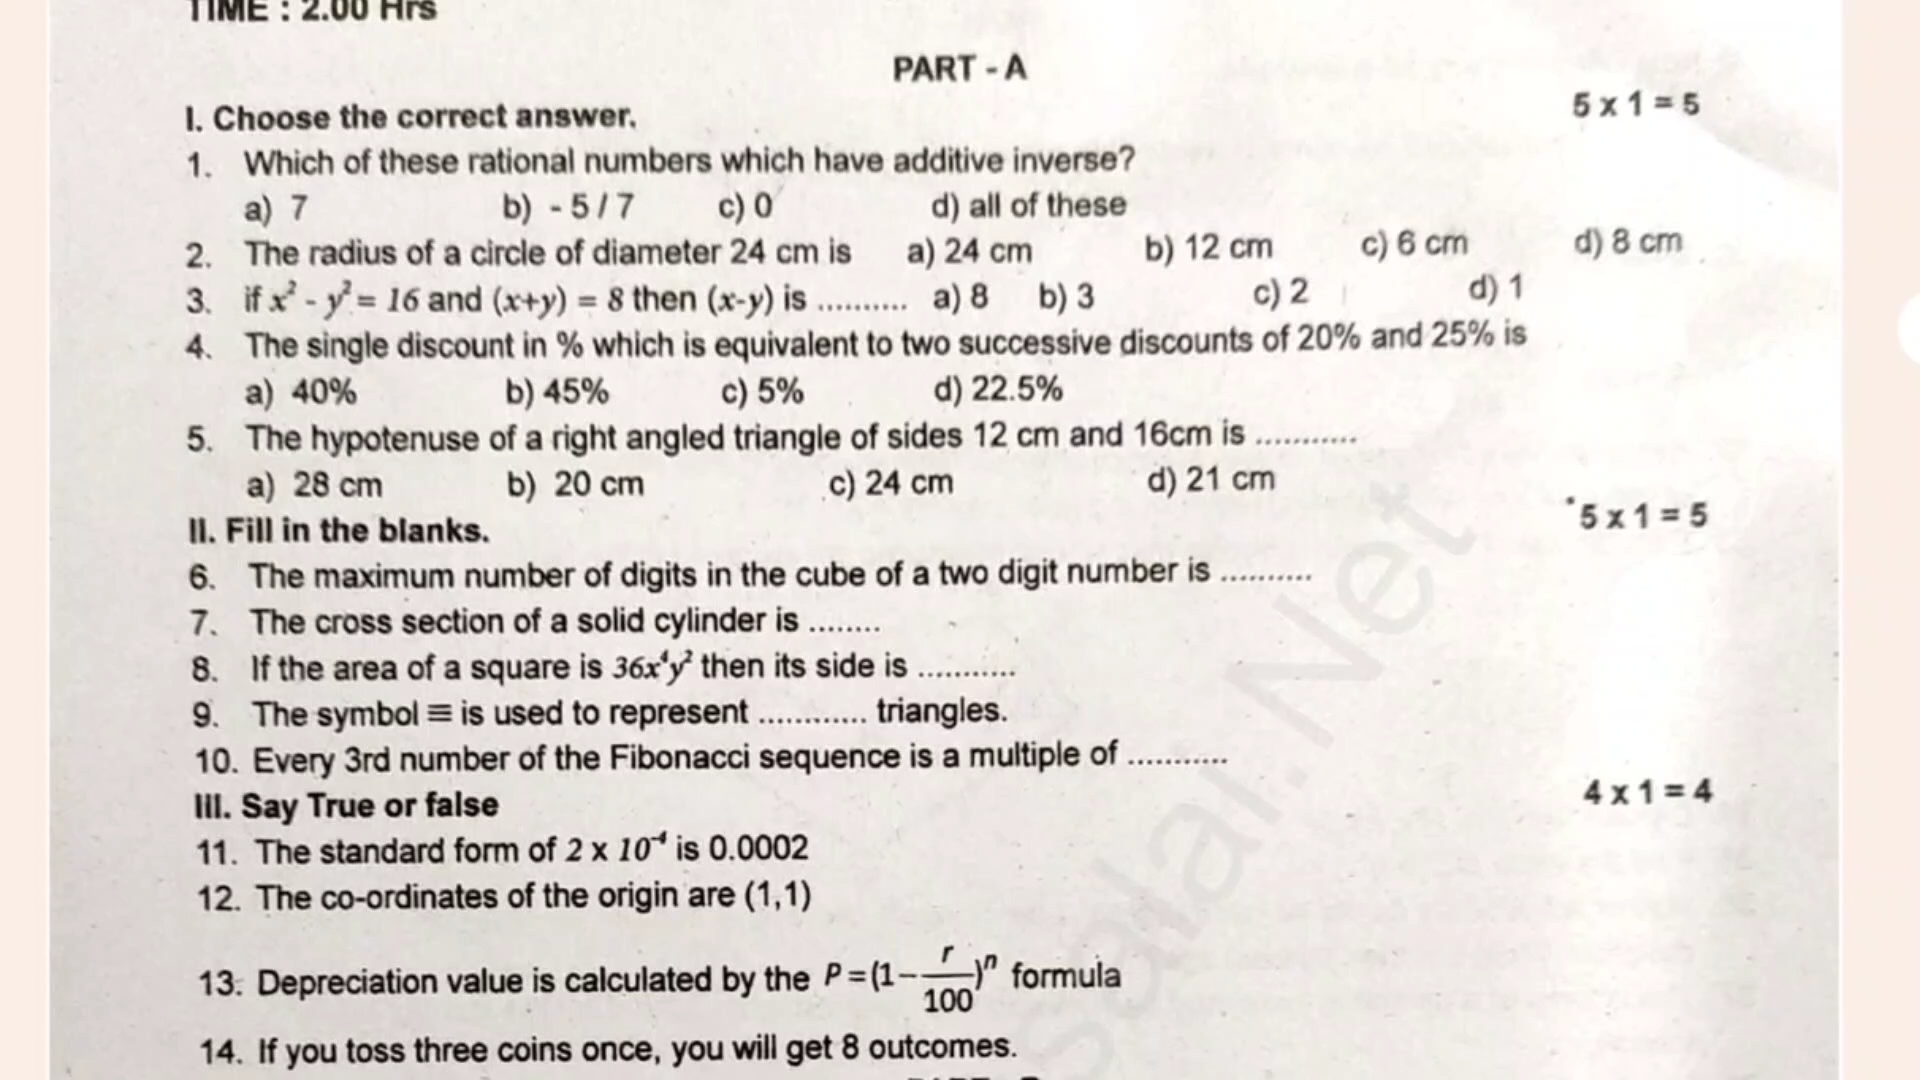 TIME : 2.00 Hrs
PART - A
I. Choose the correct answer. 5 x 1 = 5
1. Which of these rational numbers which have additive inverse?
a) 7 b) - 5 / 7 c) 0 d) all of these
2. The radius of a circle of diameter 24 cm is a) 24 cm b) 12 cm c) 6 cm d) 8 cm
3. if x² - y² = 16 and (x+y) = 8 then (x-y) is .......... a) 8 b) 3 c) 2 d) 1
4. The single discount in % which is equivalent to two successive discounts of 20% and 25% is
a) 40% b) 45% c) 5% d) 22.5%
5. The hypotenuse of a right angled triangle of sides 12 cm and 16cm is ...........
a) 28 cm b) 20 cm c) 24 cm d) 21 cm
II. Fill in the blanks. 5 x 1 = 5
6. The maximum number of digits in the cube of a two digit number is ..........
7. The cross section of a solid cylinder is ........
8. If the area of a square is 36x⁴y² then its side is ...........
9. The symbol ≡ is used to represent ............ triangles.
10. Every 3rd number of the Fibonacci sequence is a multiple of ...........
III. Say True or false 4 x 1 = 4
11. The standard form of 2 x 10⁻⁴ is 0.0002
12. The co-ordinates of the origin are (1,1)
13. Depreciation value is calculated by the P = (1 - r/100)ⁿ formula
14. If you toss three coins once, you will get 8 outcomes.